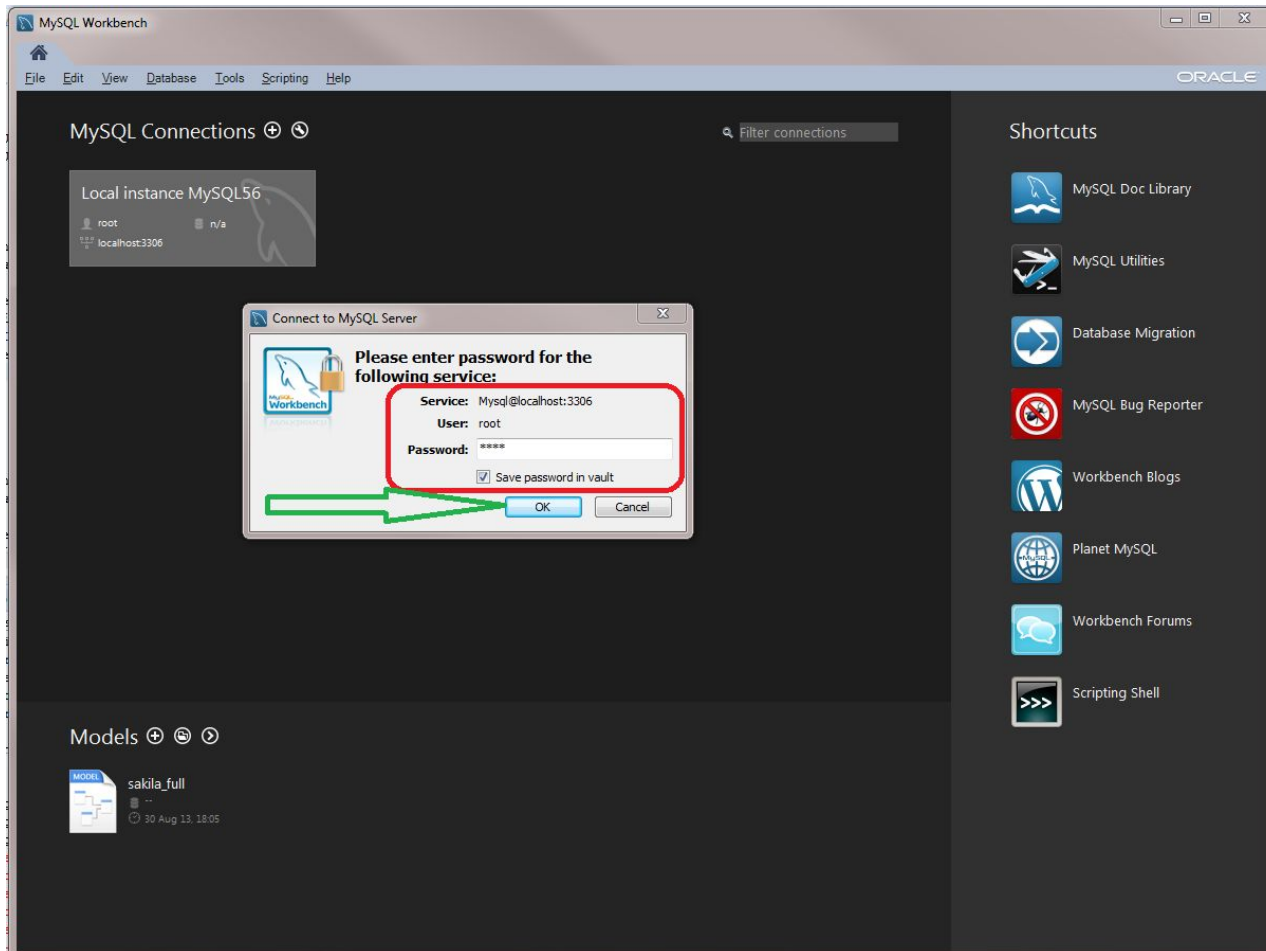 MySQL Workbench
File Edit View Database Tools Scripting Help
ORACLE
MySQL Connections
Filter connections
Shortcuts
Local instance MySQL56
root
n/a
localhost:3306
MySQL Doc Library
MySQL Utilities
Database Migration
MySQL Bug Reporter
Workbench Blogs
Planet MySQL
Workbench Forums
Scripting Shell
Connect to MySQL Server
Please enter password for the
following service:
MySQL
Workbench
Service: Mysql@localhost:3306
User: root
Password: ****
Save password in vault
OK Cancel
Models
MODEL
sakila_full
--
30 Aug 13, 18:05